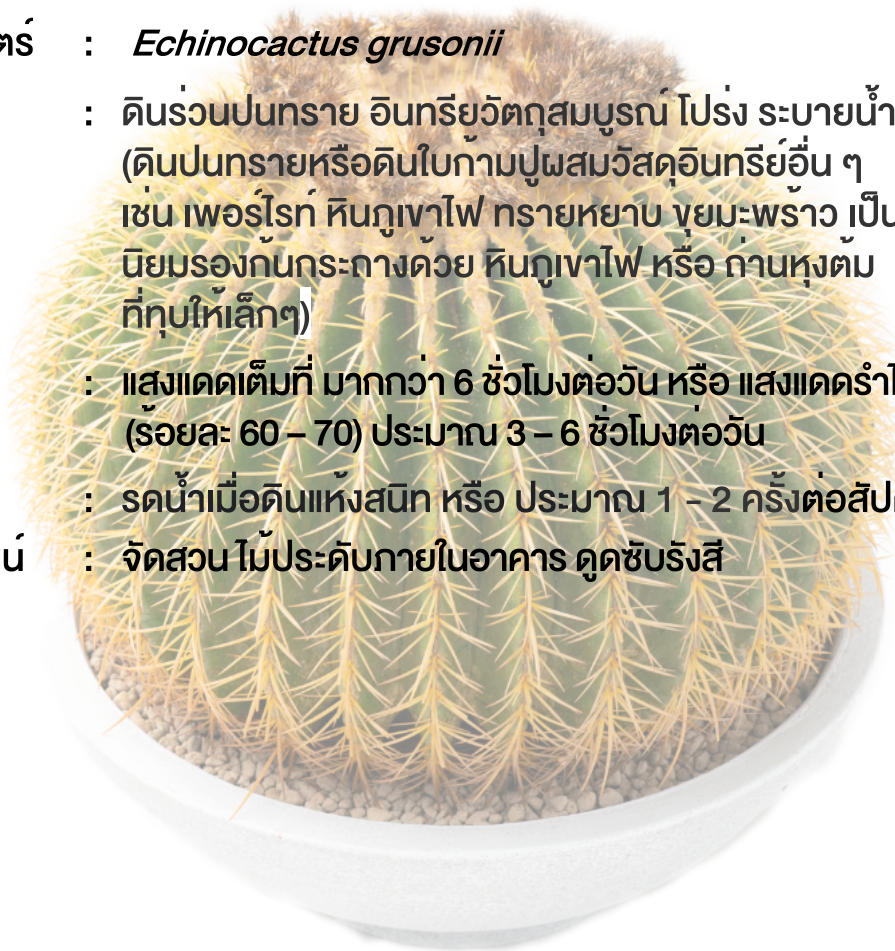 ตร์ : Echinocactus grusonii
: ดินร่วนปนทราย อินทรียวัตถุสมบูรณ์ โปร่ง ระบายน้ำ
(ดินปนทรายหรือดินใบก้ามปูผสมวัสดุอินทรีย์อื่น ๆ
เช่น เพอร์ไรท์ หินภูเขาไฟ ทรายหยาบ ขุยมะพร้าว เป็น
นิยมรองก้นกระถางด้วย หินภูเขาไฟ หรือ ถ่านหุงต้ม
ที่ทุบให้เล็กๆ)
: แสงแดดเต็มที่ มากกว่า 6 ชั่วโมงต่อวัน หรือ แสงแดดรำไ
(ร้อยละ 60 – 70) ประมาณ 3 – 6 ชั่วโมงต่อวัน
: รดน้ำเมื่อดินแห้งสนิท หรือ ประมาณ 1 – 2 ครั้งต่อสัป
น์ : จัดสวน ไม้ประดับภายในอาคาร ดูดซับรังสี